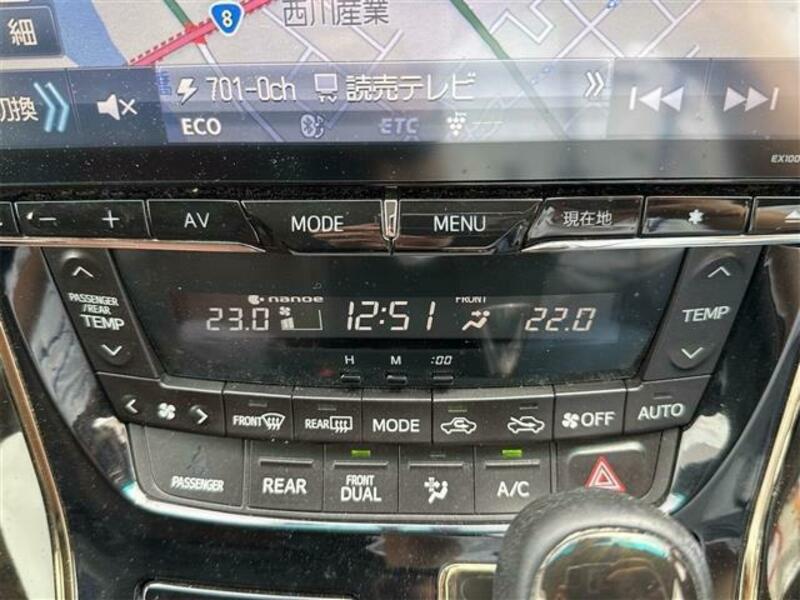 細
8
西川産業
切換
701-0ch
読売テレビ
ECO
ETC
EX100
− +
AV
MODE
MENU
現在地
PASSENGER
/REAR
TEMP
nanoe
23.0
12:51
FRONT
22.0
TEMP
H M :00
FRONT
REAR
MODE
OFF
AUTO
PASSENGER
REAR
FRONT
DUAL
A/C